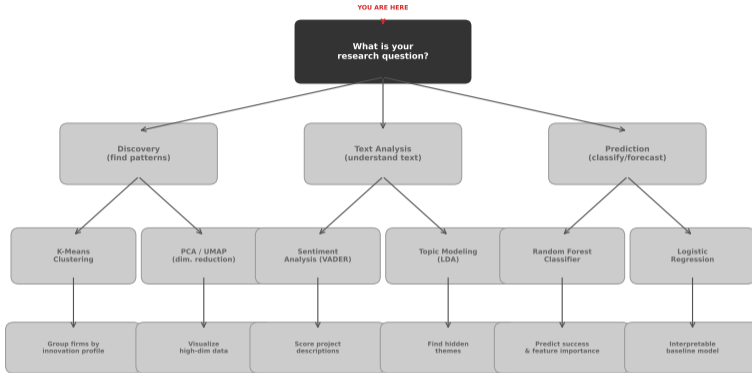 YOU ARE HERE
What is your
research question?
Discovery
(find patterns)
Text Analysis
(understand text)
Prediction
(classify/forecast)
K-Means
Clustering
PCA / UMAP
(dim. reduction)
Sentiment
Analysis (VADER)
Topic Modeling
(LDA)
Random Forest
Classifier
Logistic
Regression
Group firms by
innovation profile
Visualize
high-dim data
Score project
descriptions
Find hidden
themes
Predict success
& feature importance
Interpretable
baseline model